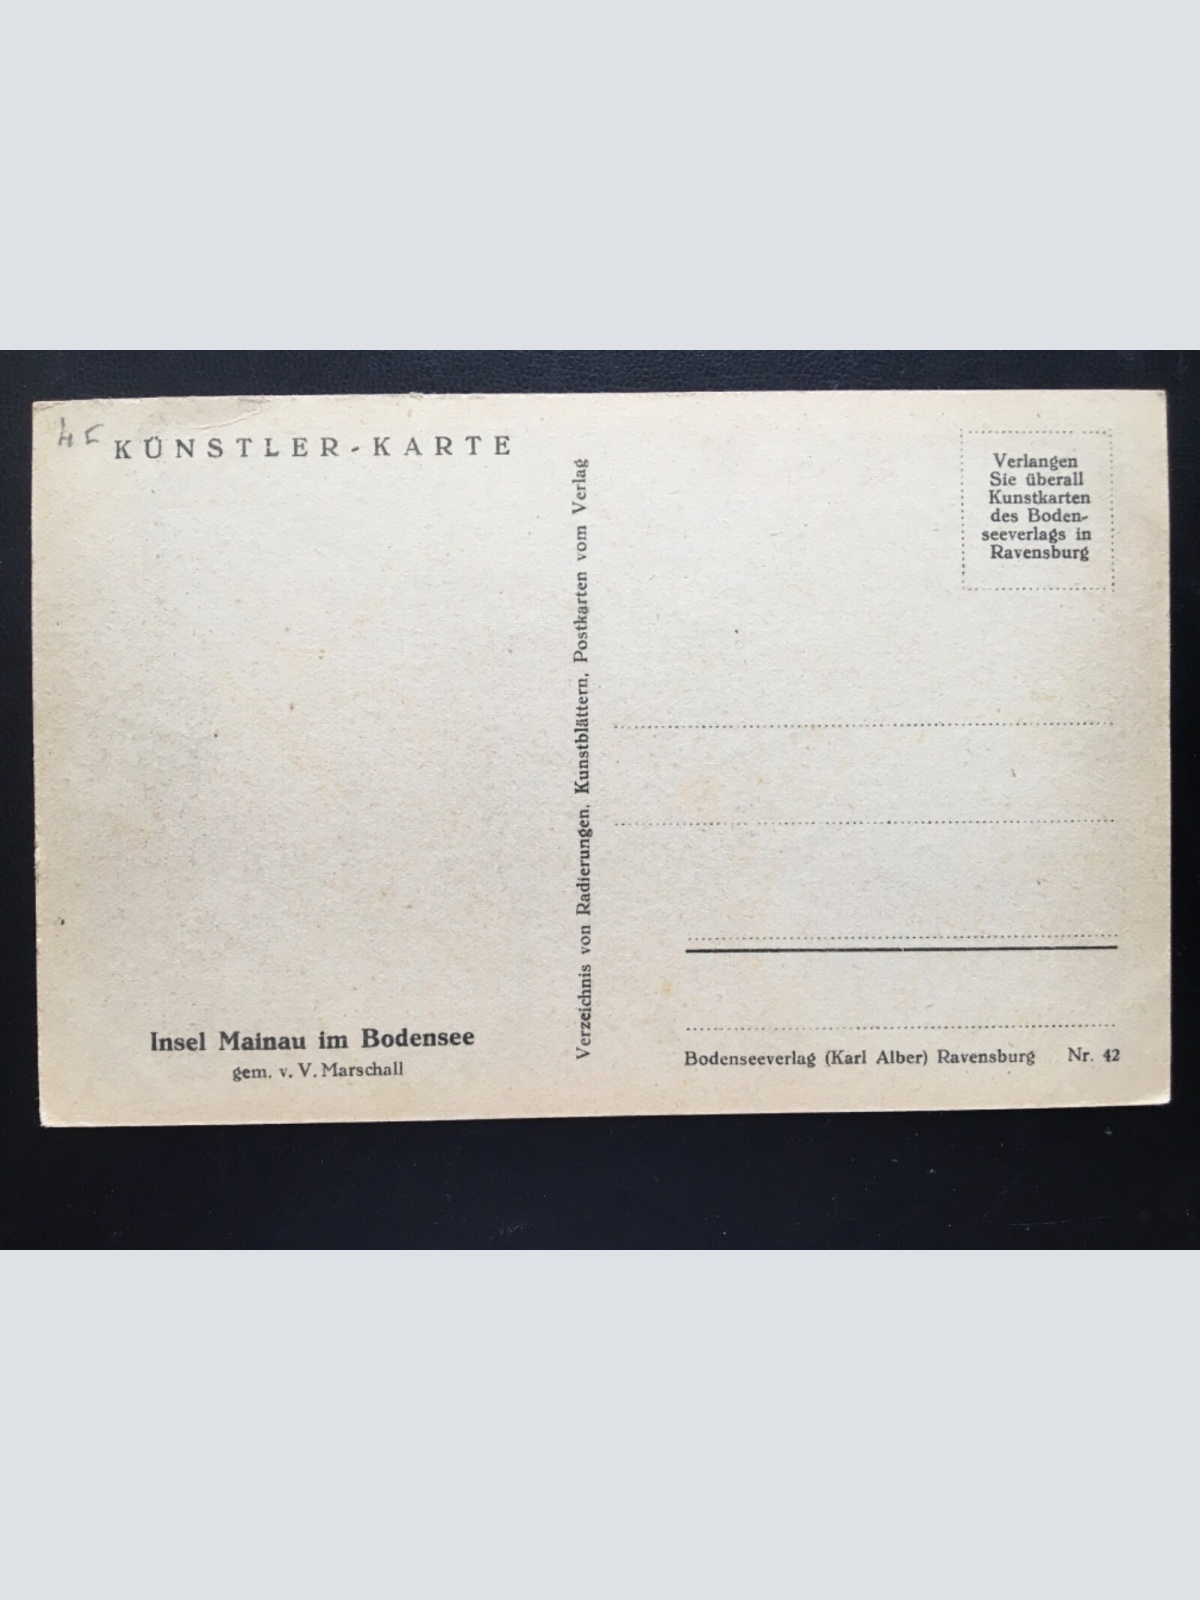 KÜNSTLER-KARTE
Insel Mainau im Bodensee
gem. v. V. Marschall
Verzeichnis von Radierungen, Kunstblättern, Postkarten vom Verlag
Verlangen
Sie überall
Kunstkarten
des Boden-
seeverlags in
Ravensburg
Bodenseeverlag (Karl Alber) Ravensburg Nr. 42